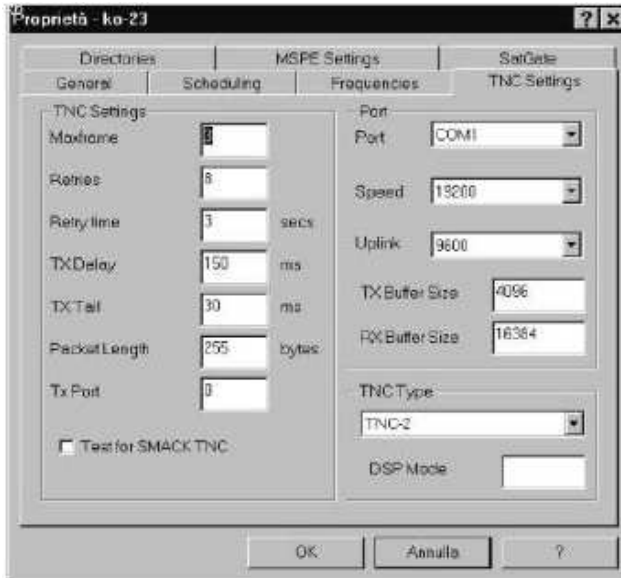 Proprietà - ko-23
? X
Directories MSPE Settings SatGate
General Scheduling Frequencies TNC Settings
TNC Settings
Maxframe
Retries 8
Retry time 3 secs
TX Delay 150 ms
TX Tail 30 ms
Packet Length 255 bytes
Tx Port 0
Test for SMACK TNC
Port
Port COM1
Speed 19200
Uplink 9600
TX Buffer Size 4096
RX Buffer Size 16384
TNC Type
TNC-2
DSP Mode
OK Annulla ?